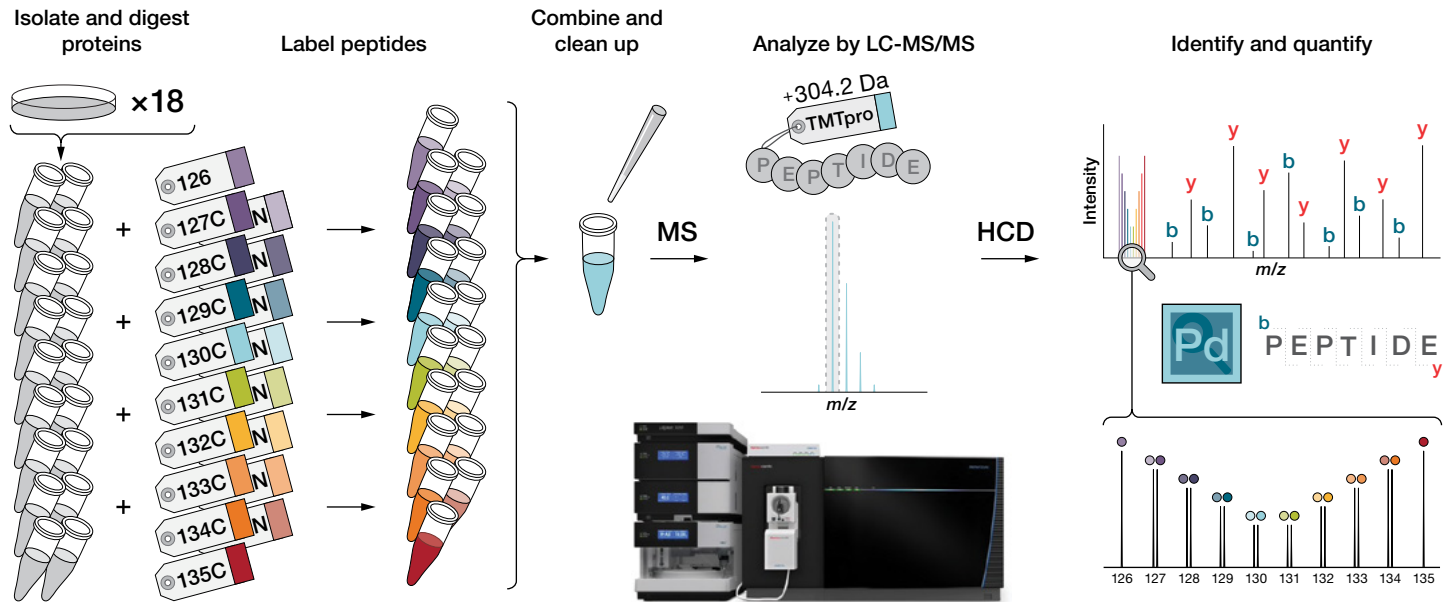 Isolate and digest
proteins
Label peptides
Combine and
clean up
Analyze by LC-MS/MS
Identify and quantify
×18
126
127C N
128C N
129C N
130C N
131C N
132C N
133C N
134C N
135C
+
+
+
+
MS
+304.2 Da
TMTpro
PEPTIDE
m/z
HCD
Intensity
y
y
b
b
y
b
y
b
y
b
y
b
y
b
y
m/z
Pd
b
PEPTIDE
y
126 127 128 129 130 131 132 133 134 135